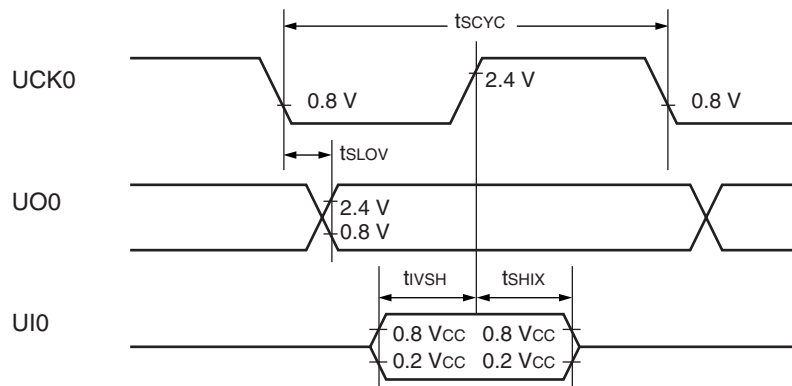 tSCYC
UCK0
2.4 V
0.8 V
0.8 V
tSLOV
UO0
2.4 V
0.8 V
tIVSH
tSHIX
UI0
0.8 VCC
0.8 VCC
0.2 VCC
0.2 VCC